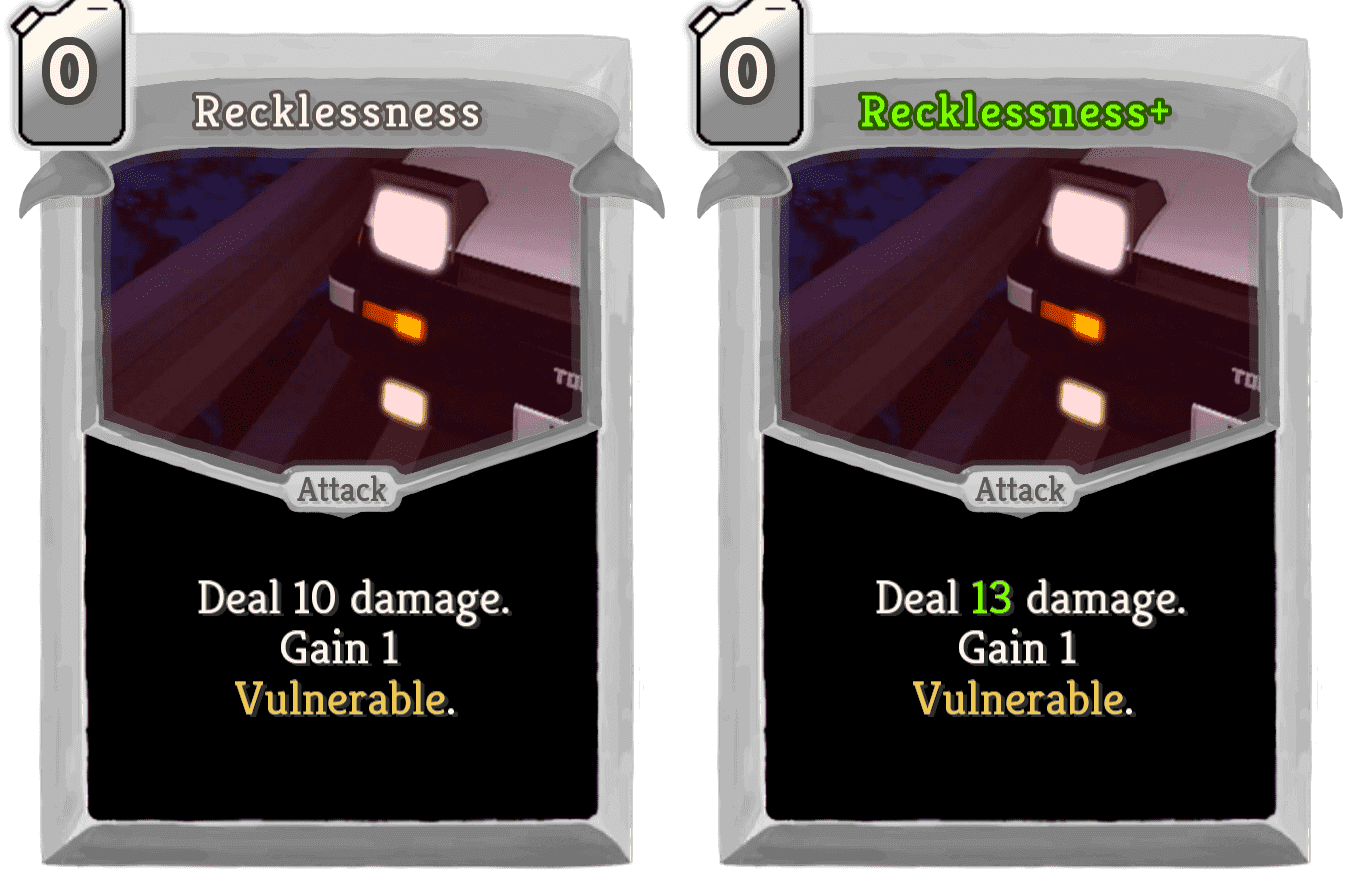 0
Recklessness
Attack
Deal 10 damage.
Gain 1
Vulnerable.
0
Recklessness+
Attack
Deal 13 damage.
Gain 1
Vulnerable.